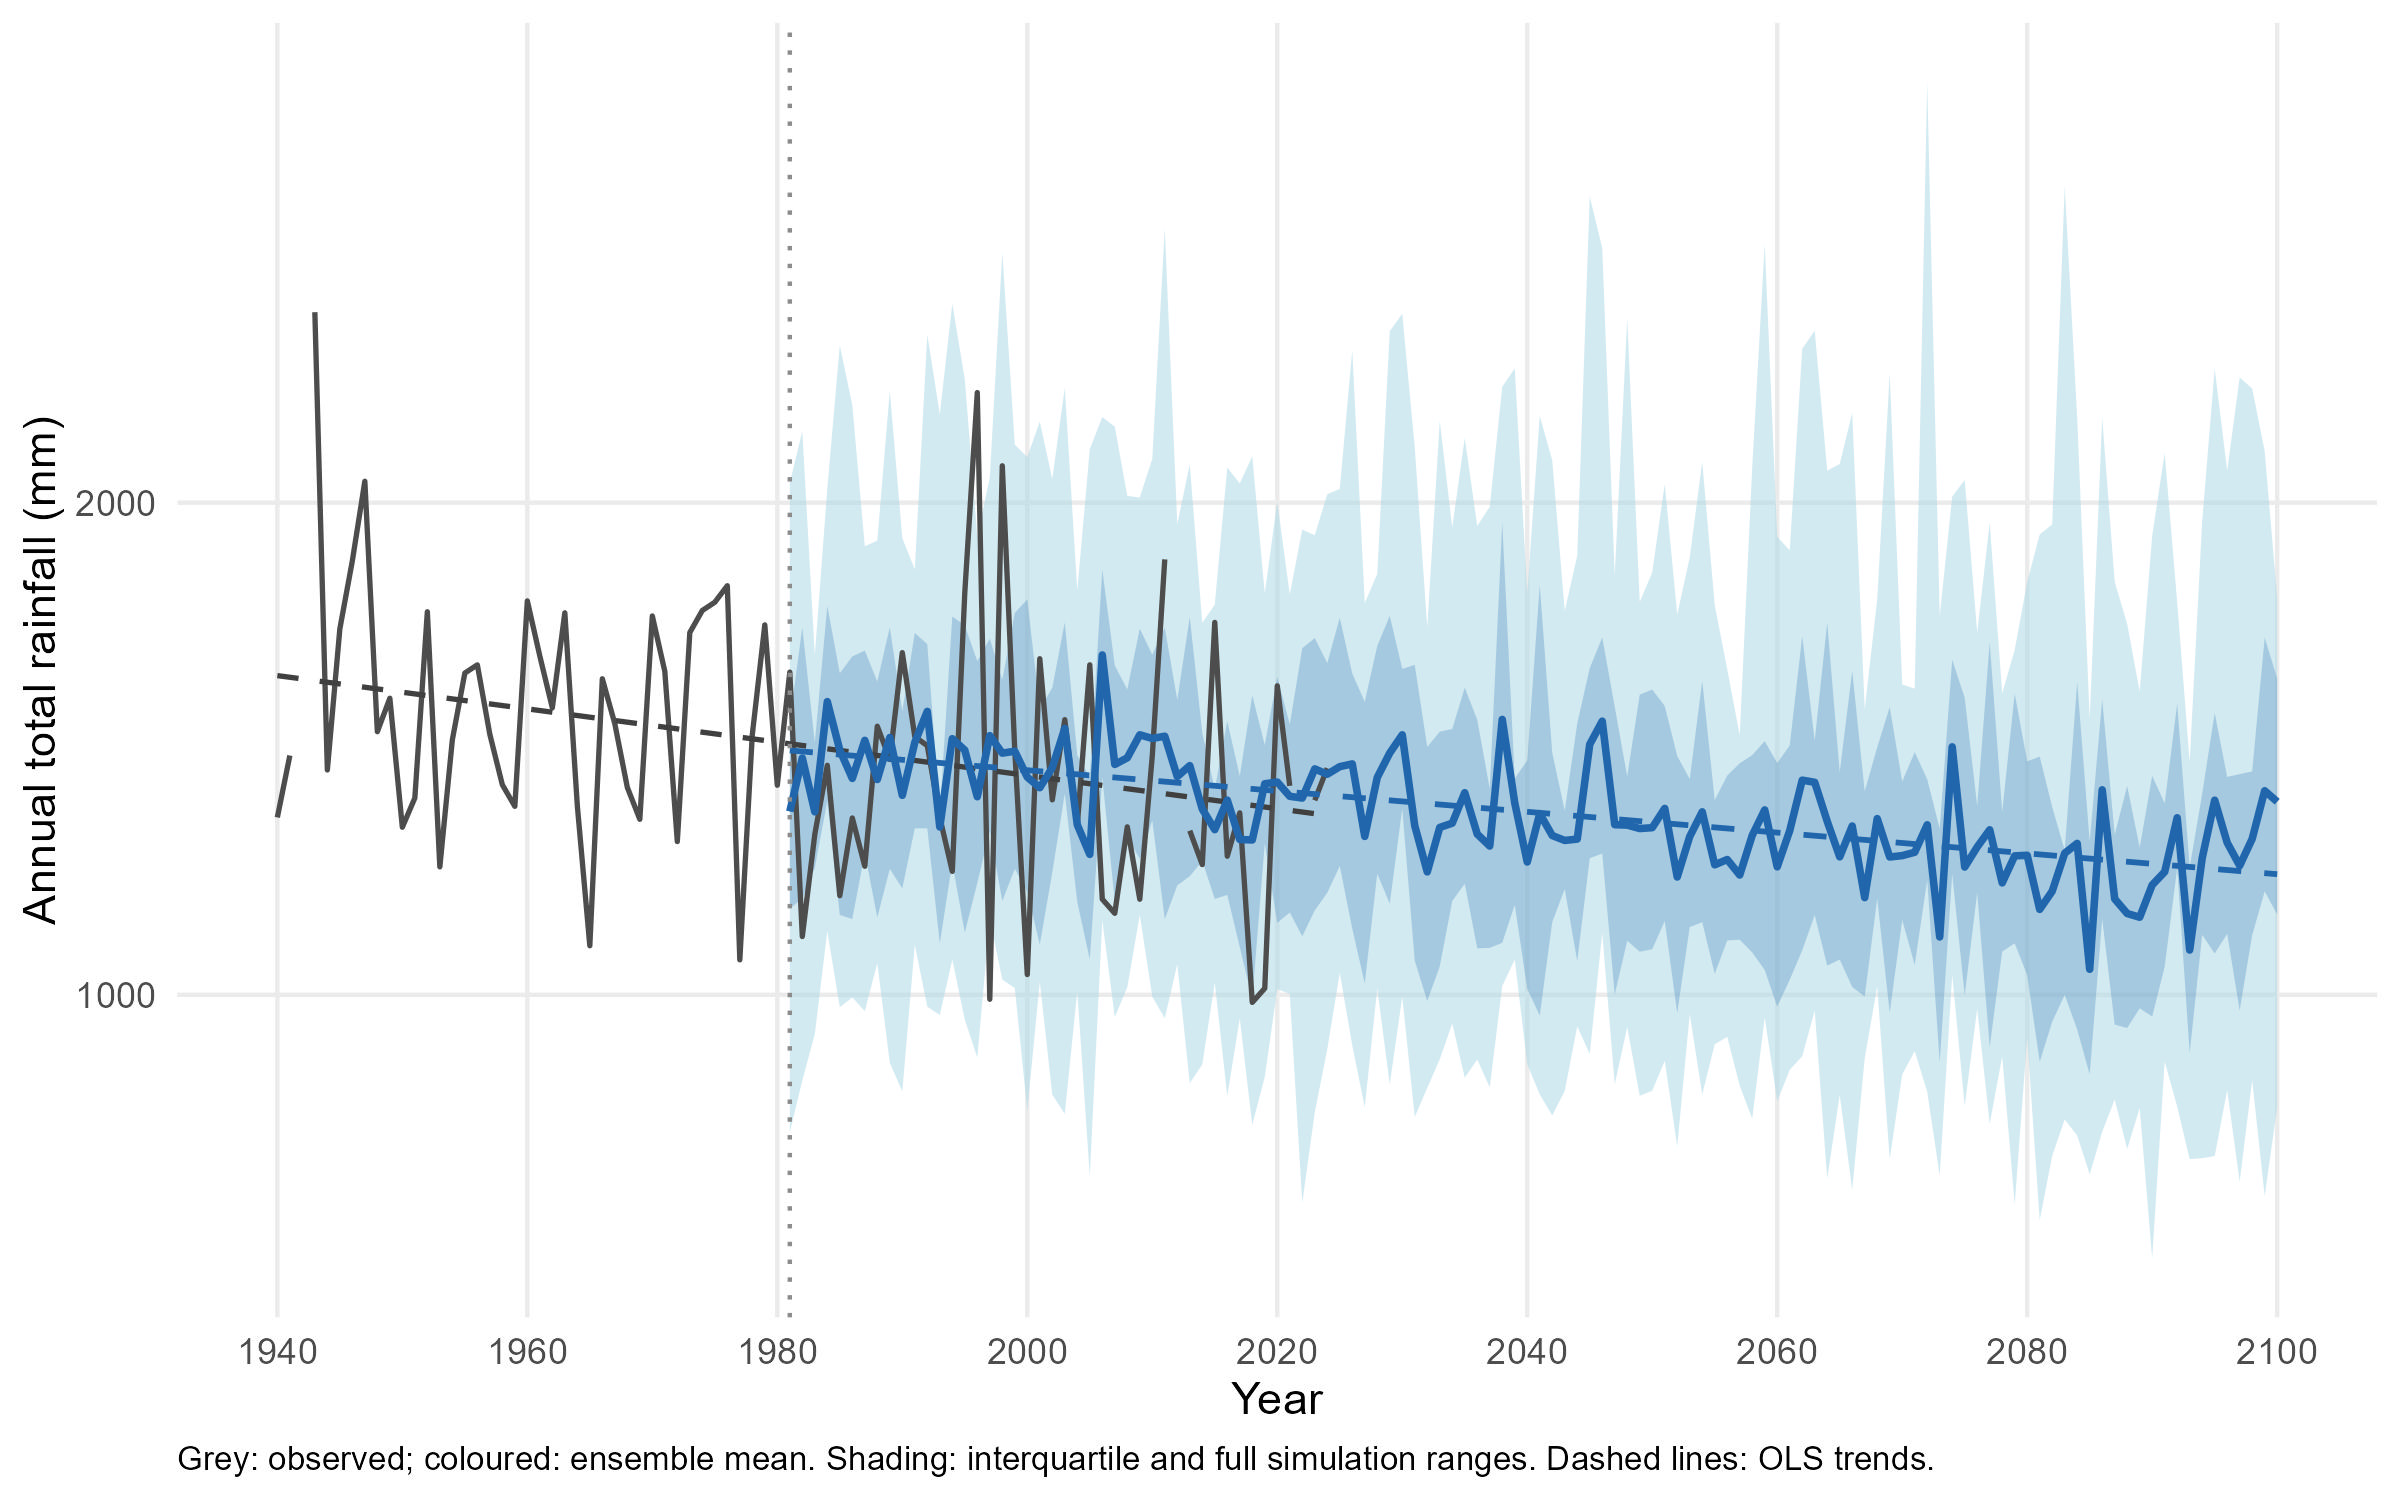 Annual total rainfall (mm)
2000
1000
1940 1960 1980 2000 2020 2040 2060 2080 2100
Year
Grey: observed; coloured: ensemble mean. Shading: interquartile and full simulation ranges. Dashed lines: OLS trends.